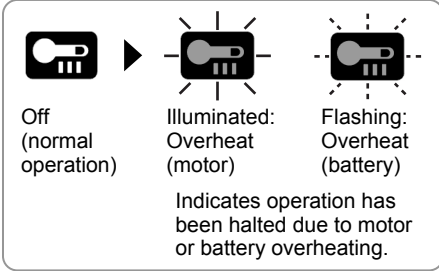 Off
(normal
operation)
Illuminated:
Overheat
(motor)
Flashing:
Overheat
(battery)
Indicates operation has
been halted due to motor
or battery overheating.